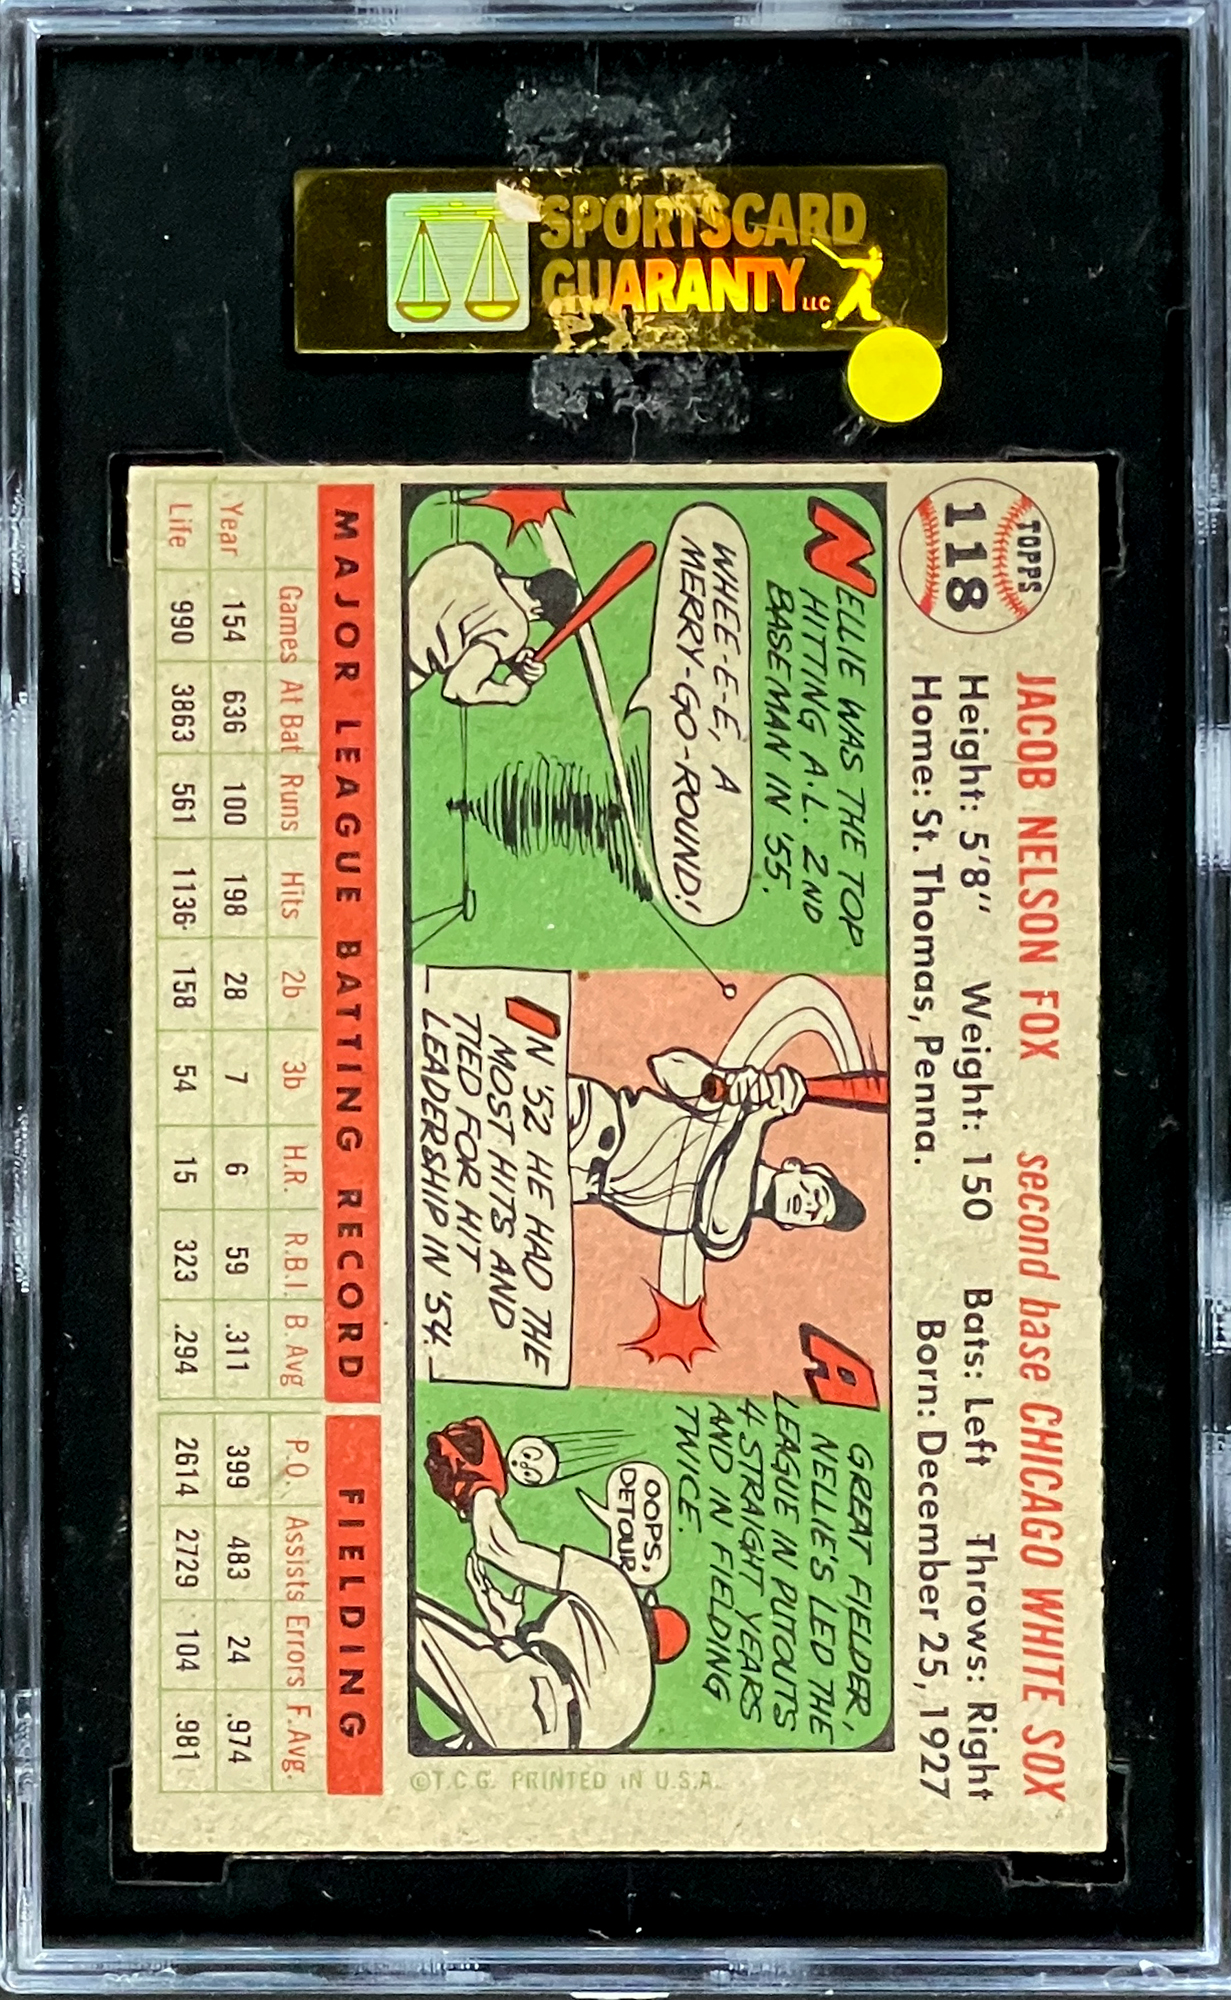 SPORTSCARD
GUARANTY LLC
TOPPS
118
JACOB NELSON FOX second base CHICAGO WHITE SOX
Height: 5'8" Weight: 150 Bats: Left Throws: Right
Home: St. Thomas, Penna. Born: December 25, 1927
NELLIE WAS THE TOP
HITTING A.L. 2ND
BASEMAN IN '55.
WHEE-E-E, A
MERRY-GO-ROUND!
IN '52 HE HAD THE
MOST HITS AND
TIED FOR HIT
LEADERSHIP IN '54.
A GREAT FIELDER,
NELLIE'S LED THE
LEAGUE IN PUTOUTS
4 STRAIGHT YEARS
AND IN FIELDING
TWICE.
OOPS,
DETOUR
©T.C.G. PRINTED IN U.S.A.
MAJOR LEAGUE BATTING RECORD FIELDING
Games At Bat Runs Hits 2b 3b H.R. R.B.I. B. Avg P.O. Assists Errors F. Avg.
Year 154 636 100 198 28 7 6 59 .311 399 483 24 .974
Life 990 3863 561 1136 158 54 15 323 .294 2614 2729 104 .981